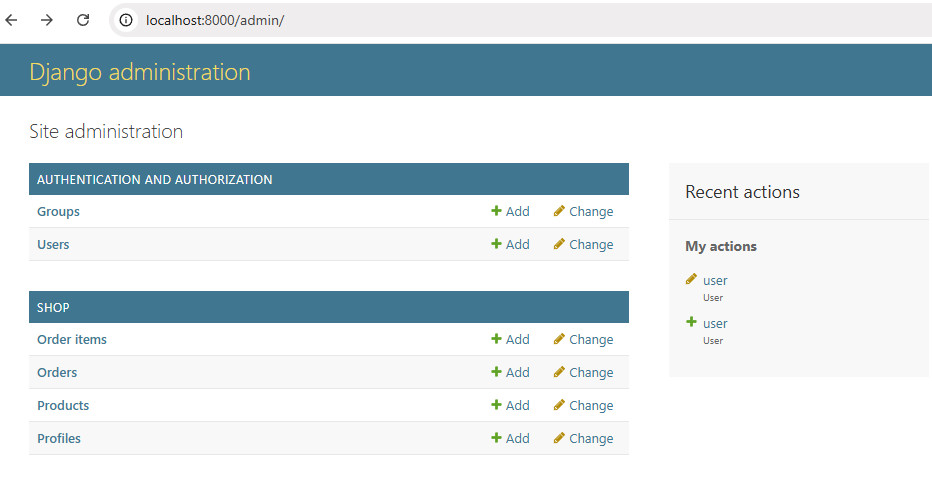 localhost:8000/admin/
Django administration
Site administration
AUTHENTICATION AND AUTHORIZATION
Groups Add Change
Users Add Change
SHOP
Order items Add Change
Orders Add Change
Products Add Change
Profiles Add Change
Recent actions
My actions
user
User
user
User